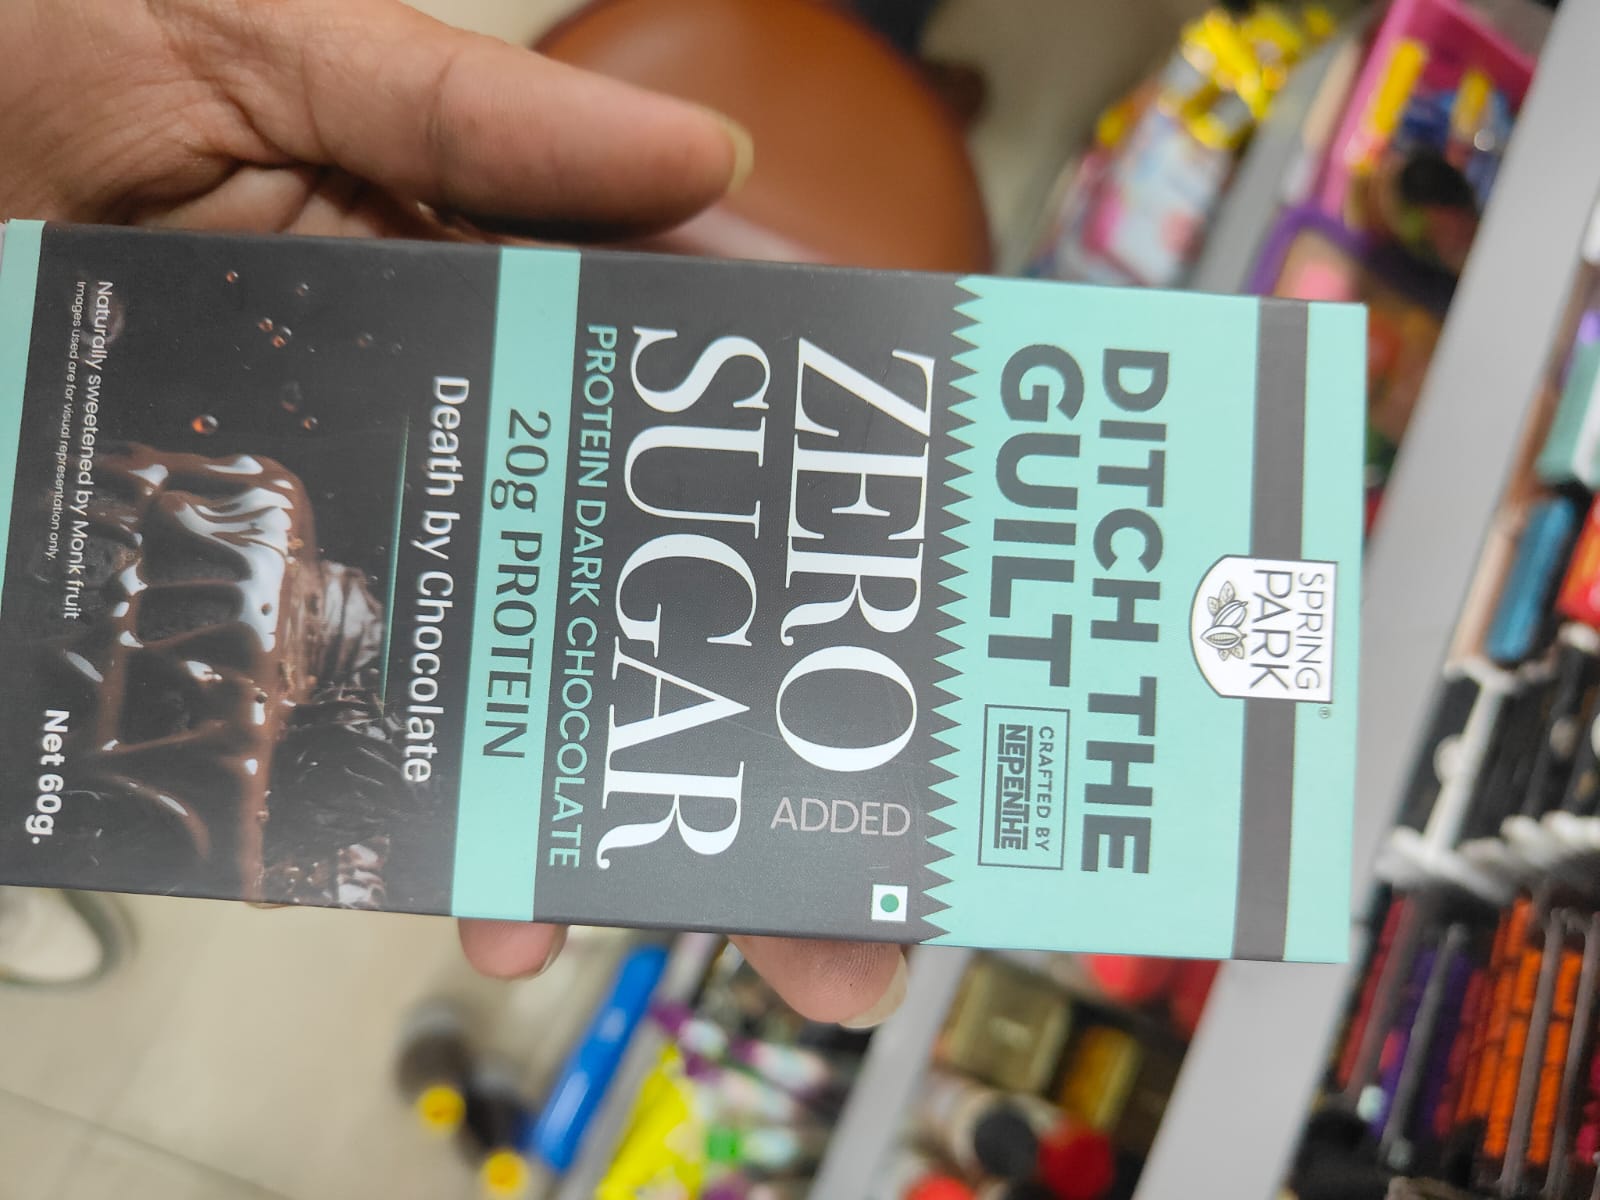 SPRING
PARK®
DITCH THE
GUILT
CRAFTED BY
NEPENTHE
ZERO
ADDED
SUGAR
PROTEIN DARK CHOCOLATE
20g PROTEIN
Death by Chocolate
Naturally sweetened by Monk fruit
Images used are for visual representation only.
Net 60g.